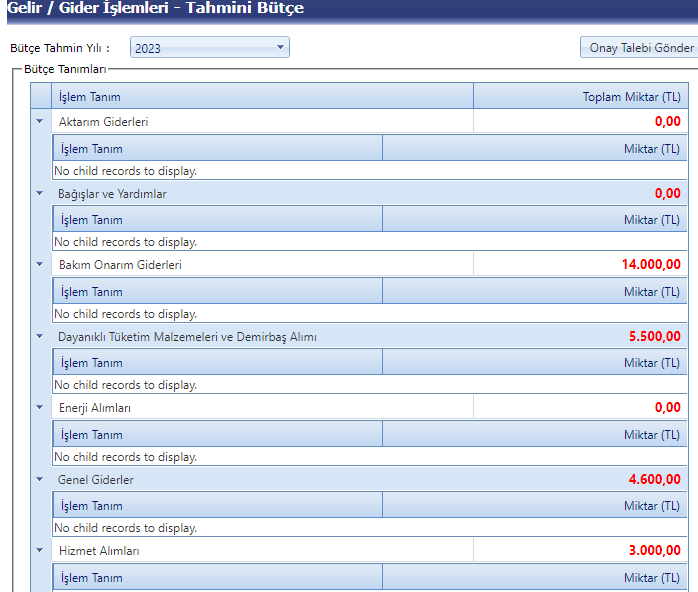 Gelir / Gider İşlemleri - Tahmini Bütçe
Bütçe Tahmin Yılı : 2023 Onay Talebi Gönder
Bütçe Tanımları
İşlem Tanım Toplam Miktar (TL)
Aktarım Giderleri 0,00
İşlem Tanım Miktar (TL)
No child records to display.
Bağışlar ve Yardımlar 0,00
İşlem Tanım Miktar (TL)
No child records to display.
Bakım Onarım Giderleri 14.000,00
İşlem Tanım Miktar (TL)
No child records to display.
Dayanıklı Tüketim Malzemeleri ve Demirbaş Alımı 5.500,00
İşlem Tanım Miktar (TL)
No child records to display.
Enerji Alımları 0,00
İşlem Tanım Miktar (TL)
No child records to display.
Genel Giderler 4.600,00
İşlem Tanım Miktar (TL)
No child records to display.
Hizmet Alımları 3.000,00
İşlem Tanım Miktar (TL)